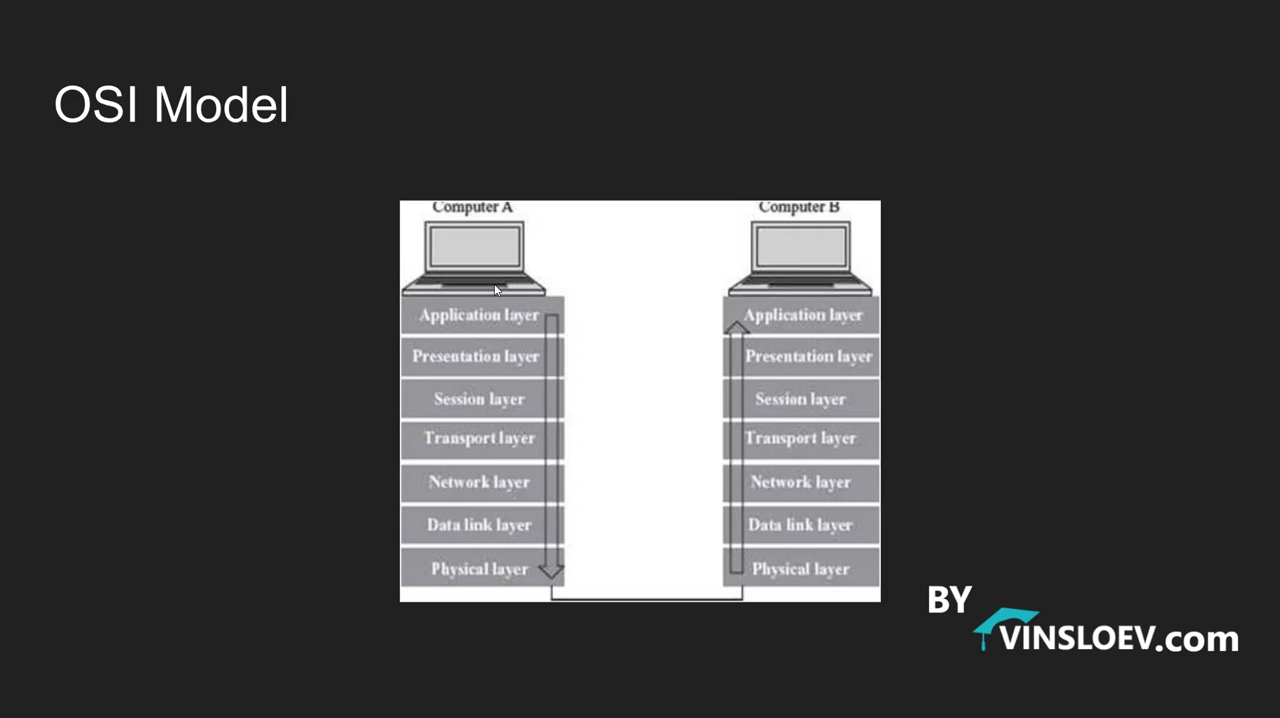 OSI Model
Computer A
Computer B
Application layer
Presentation layer
Session layer
Transport layer
Network layer
Data link layer
Physical layer
Application layer
Presentation layer
Session layer
Transport layer
Network layer
Data link layer
Physical layer
BY
VINSLOEV.com